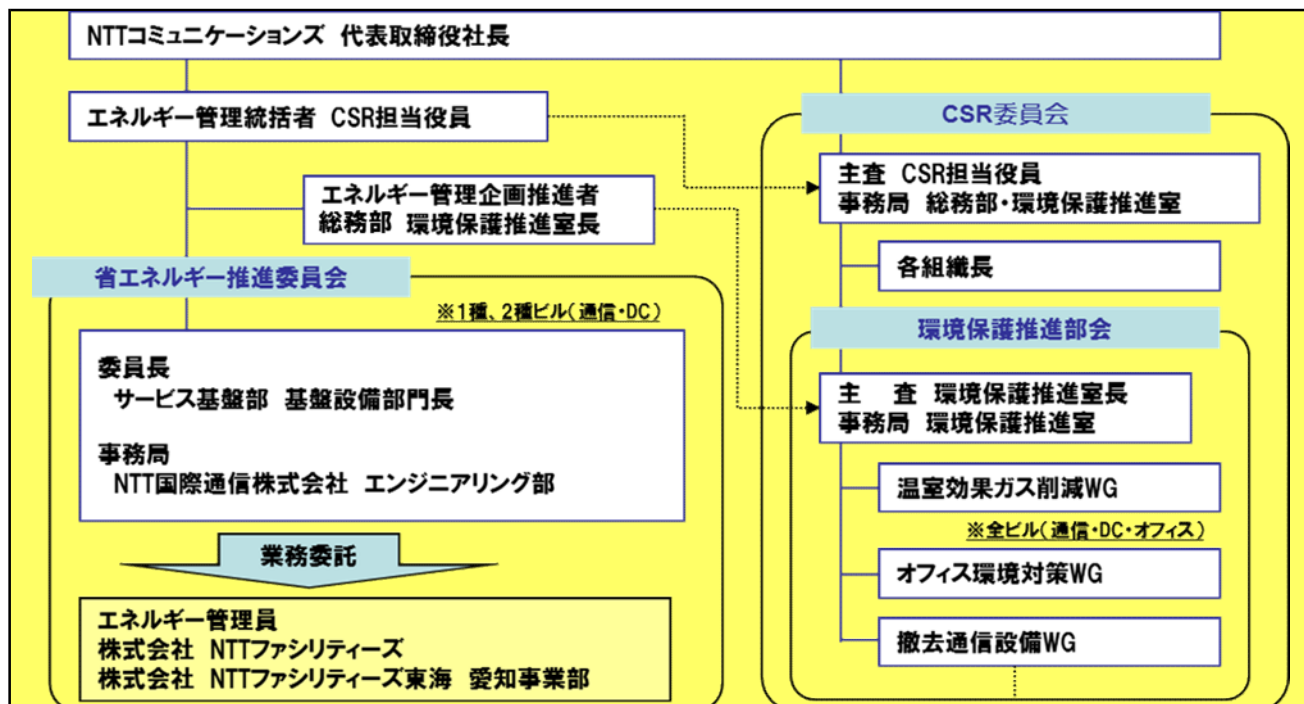 NTTコミュニケーションズ 代表取締役社長
エネルギー管理統括者 CSR担当役員
エネルギー管理企画推進者
総務部 環境保護推進室長
省エネルギー推進委員会
※1種、2種ビル(通信・DC)
委員長
サービス基盤部 基盤設備部門長
事務局
NTT国際通信株式会社 エンジニアリング部
業務委託
エネルギー管理員
株式会社 NTTファシリティーズ
株式会社 NTTファシリティーズ東海 愛知事業部
CSR委員会
主査 CSR担当役員
事務局 総務部・環境保護推進室
各組織長
環境保護推進部会
主 査 環境保護推進室長
事務局 環境保護推進室
温室効果ガス削減WG
※全ビル(通信・DC・オフィス)
オフィス環境対策WG
撤去通信設備WG